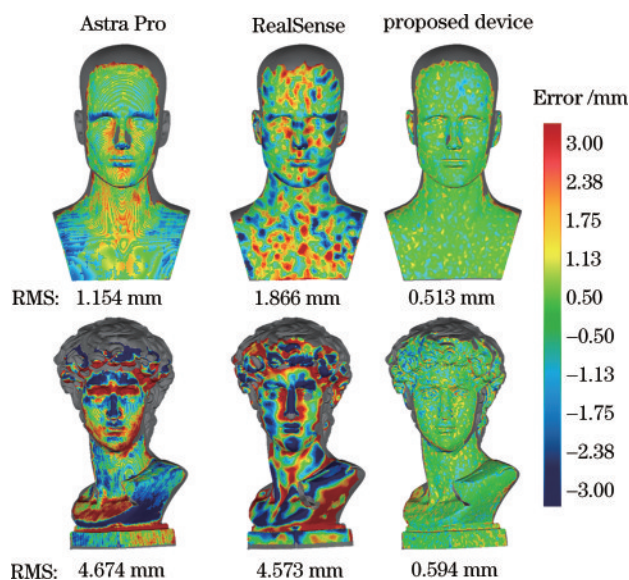 Astra Pro RealSense proposed device
Error /mm
3.00
2.38
1.75
1.13
0.50
−0.50
−1.13
−1.75
−2.38
−3.00
RMS: 1.154 mm 1.866 mm 0.513 mm
RMS: 4.674 mm 4.573 mm 0.594 mm